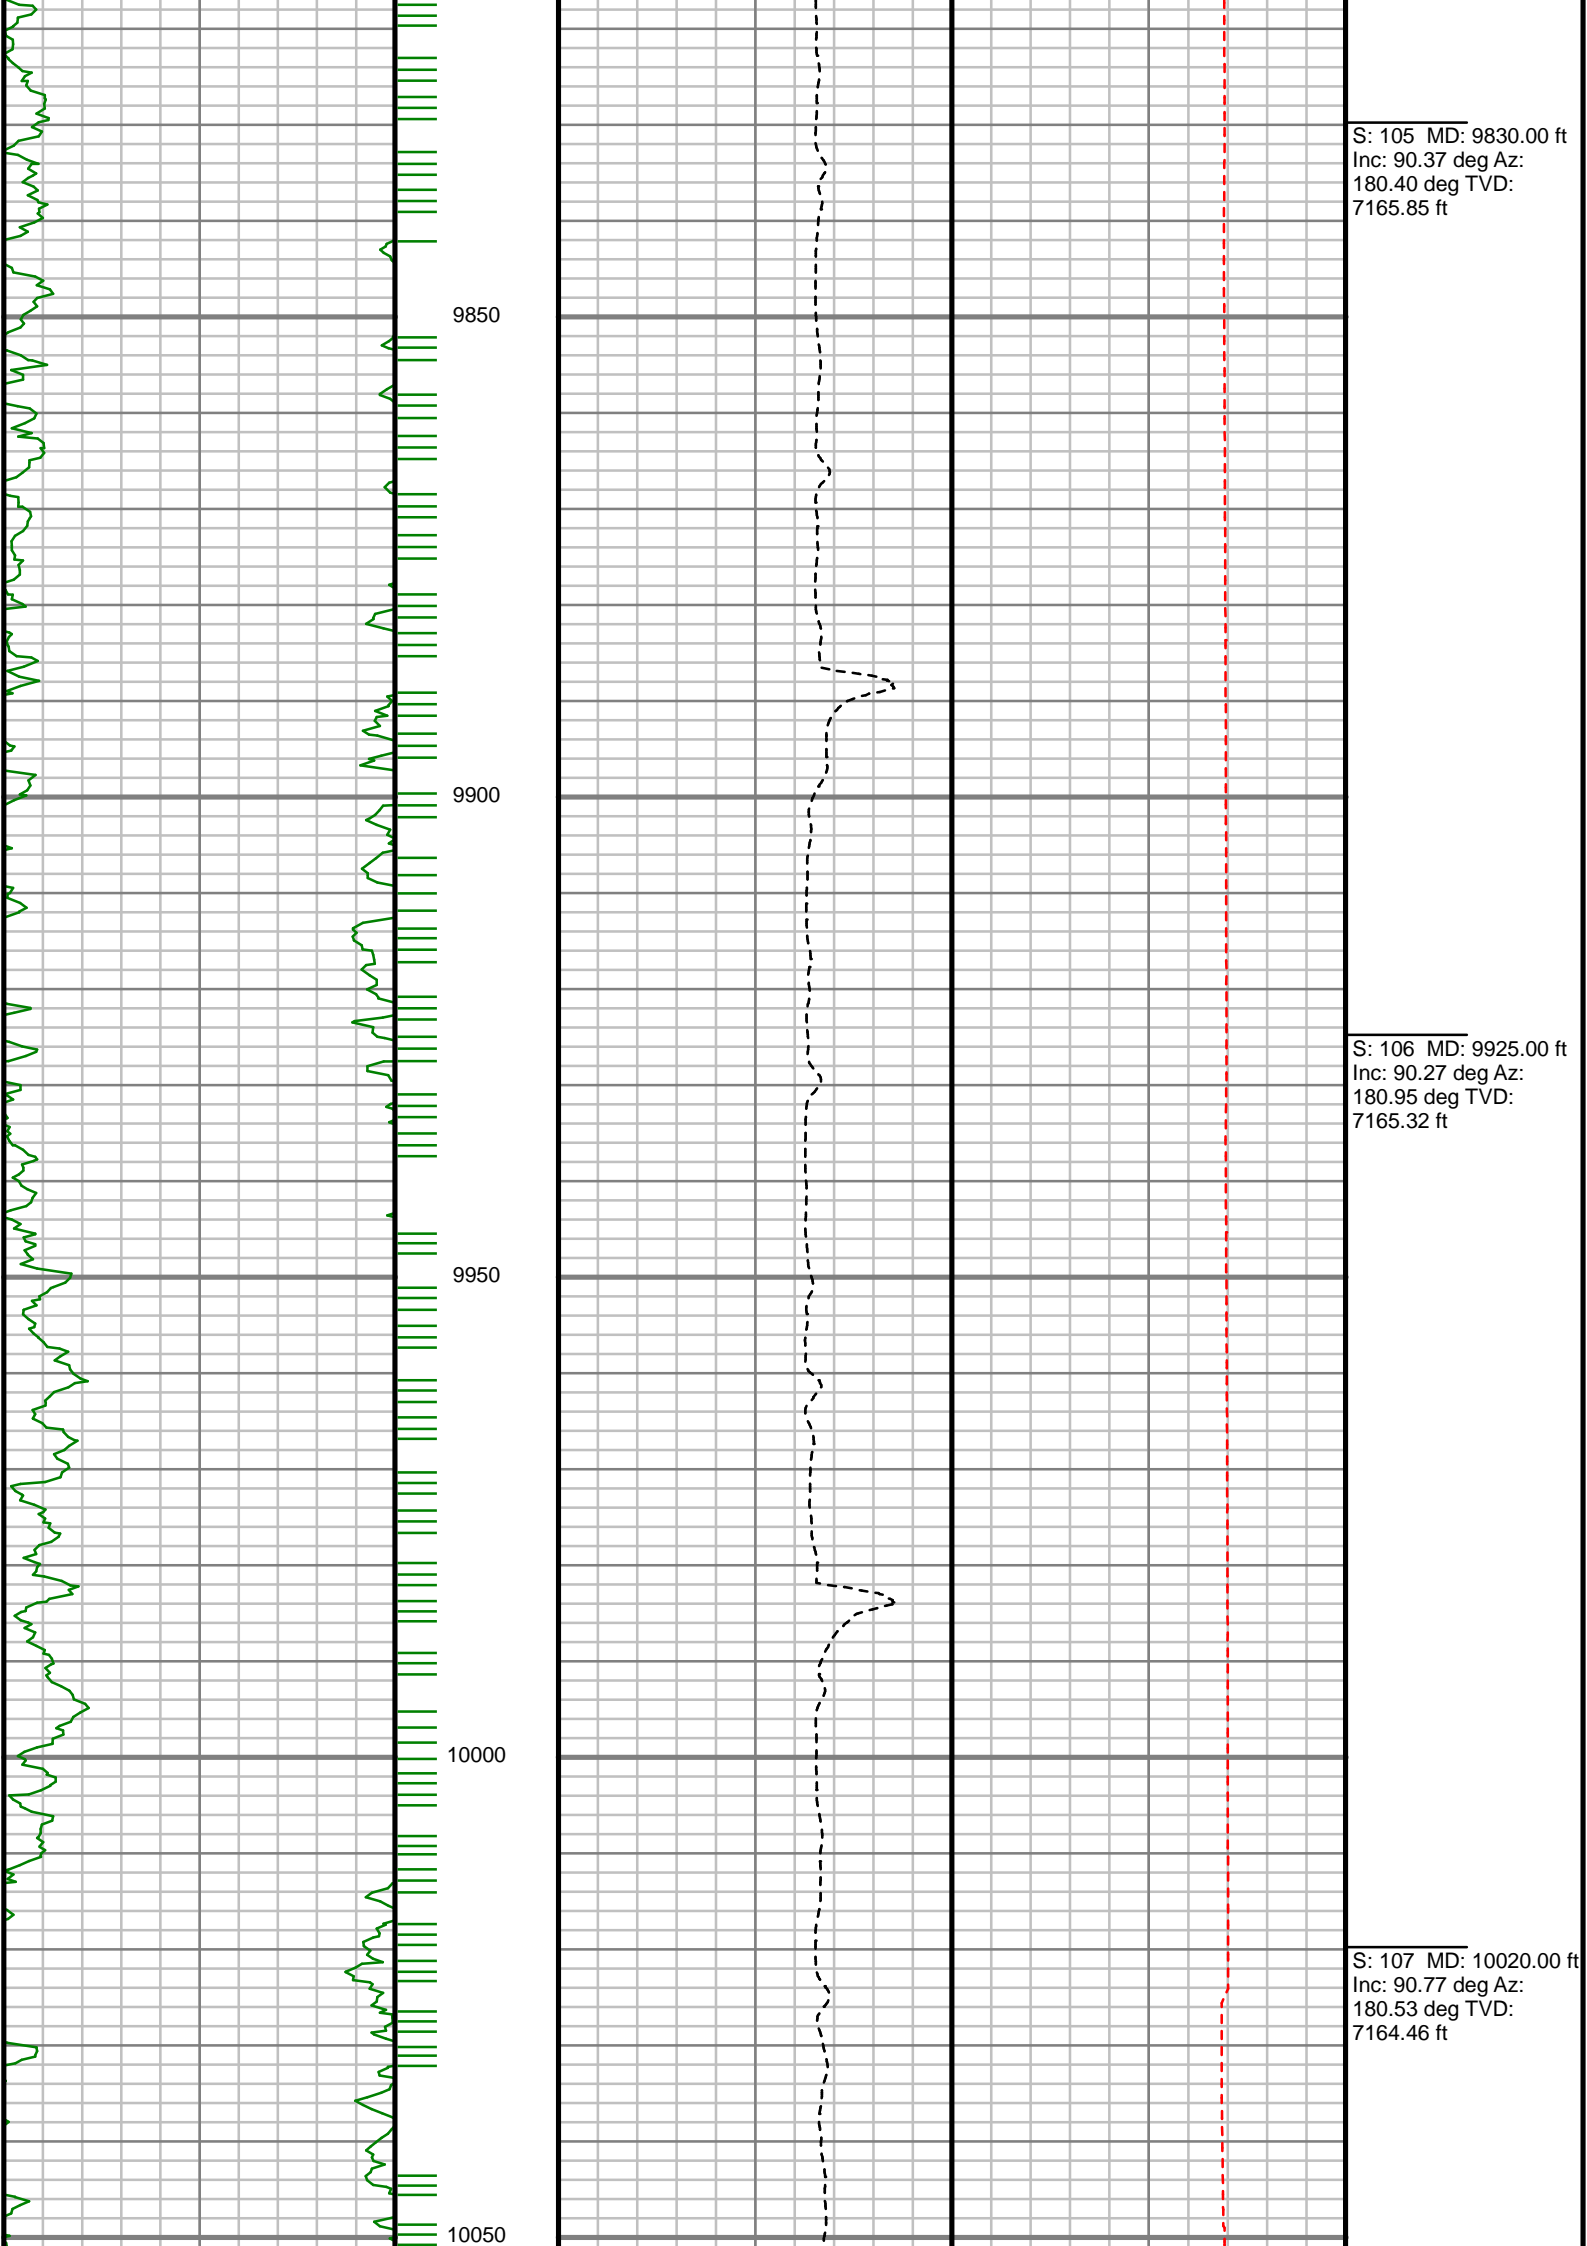 S: 105 MD: 9830.00 ft
Inc: 90.37 deg Az:
180.40 deg TVD:
7165.85 ft
9850
9900
S: 106 MD: 9925.00 ft
Inc: 90.27 deg Az:
180.95 deg TVD:
7165.32 ft
9950
10000
S: 107 MD: 10020.00 ft
Inc: 90.77 deg Az:
180.53 deg TVD:
7164.46 ft
10050